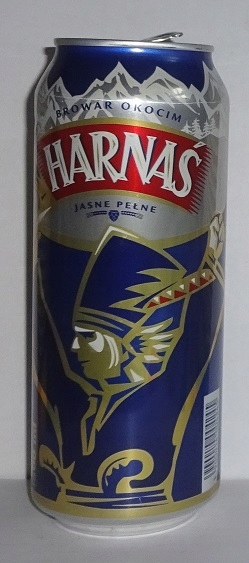 BROWAR OKOCIM
HARNAŚ
JASNE PEŁNE